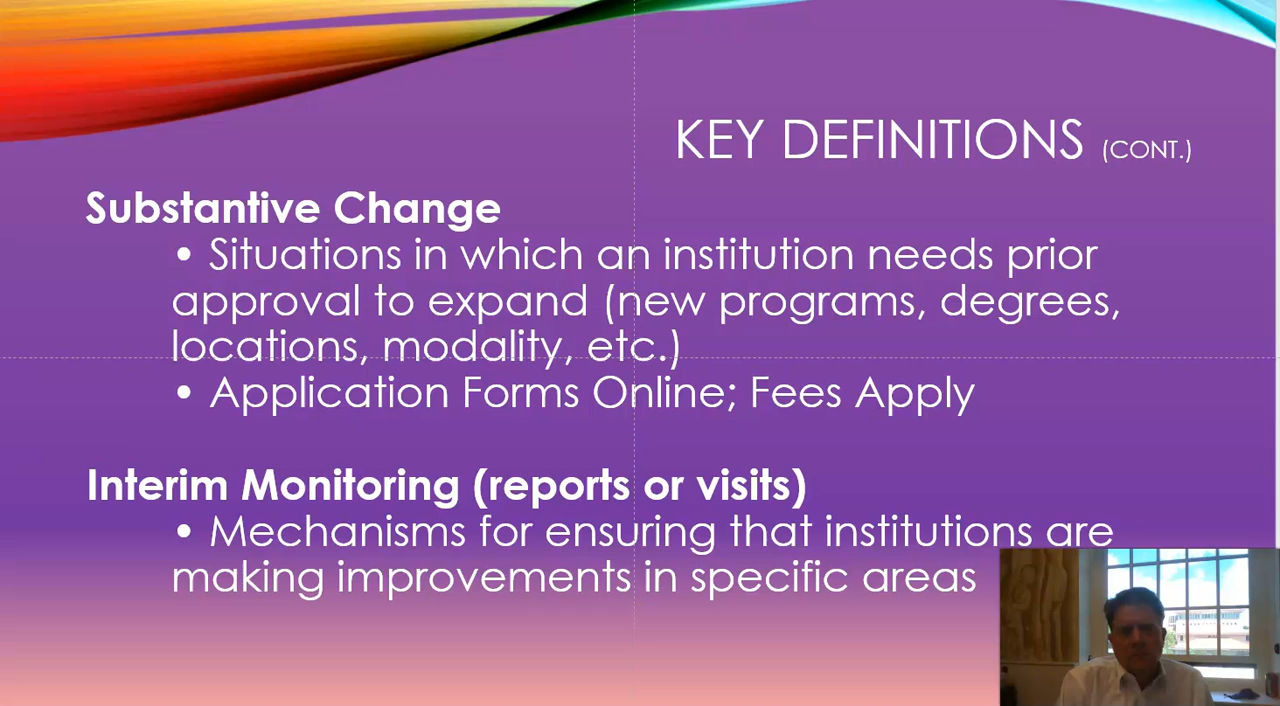 KEY DEFINITIONS (CONT.)
Substantive Change
• Situations in which an institution needs prior
approval to expand (new programs, degrees,
locations, modality, etc.)
• Application Forms Online; Fees Apply
Interim Monitoring (reports or visits)
• Mechanisms for ensuring that institutions are
making improvements in specific areas